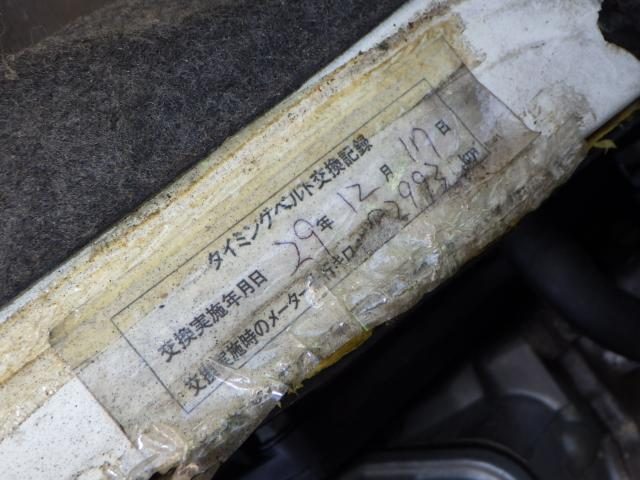 タイミングベルト交換記録
交換実施年月日 29年 12月 17日
交換実施時のメーター 行キロ 2993 km